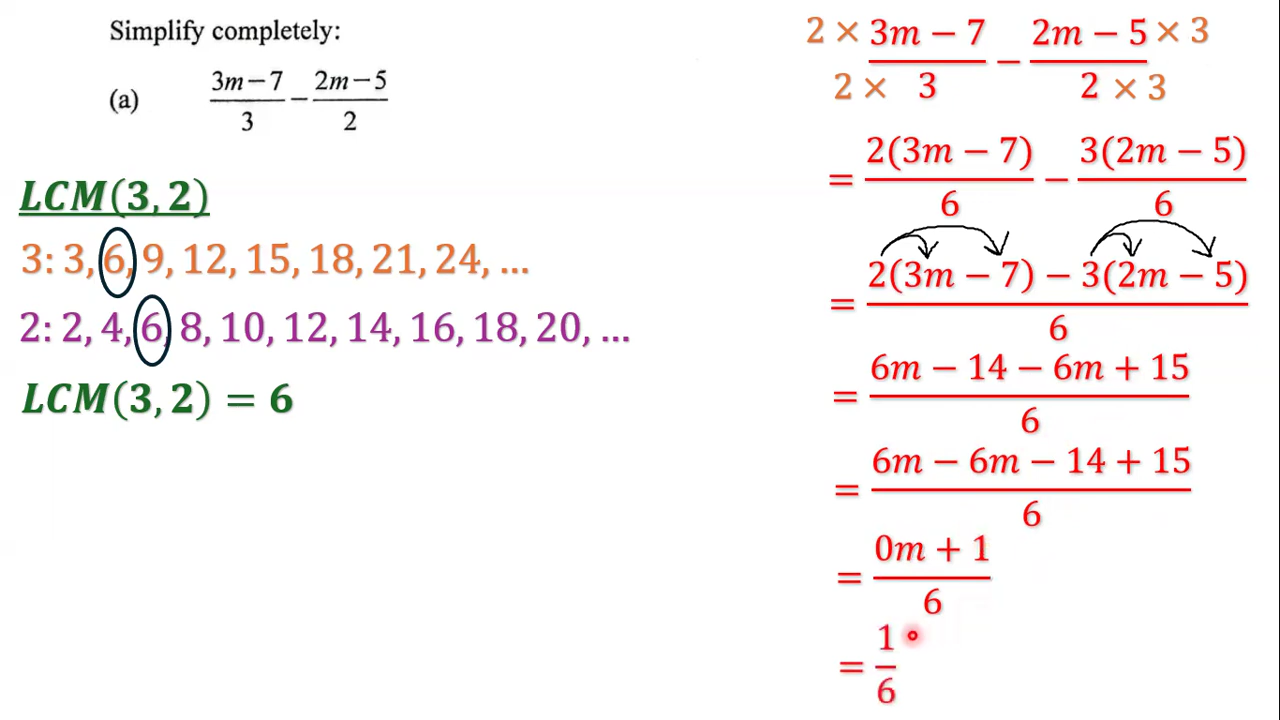 Simplify completely:
(a) (3m − 7)/3 − (2m − 5)/2
LCM(3, 2)
3: 3, 6, 9, 12, 15, 18, 21, 24, …
2: 2, 4, 6, 8, 10, 12, 14, 16, 18, 20, …
LCM(3, 2) = 6
2 × 3m − 7 − 2m − 5 × 3
2 × 3 2 × 3
= 2(3m − 7)/6 − 3(2m − 5)/6
= (2(3m − 7) − 3(2m − 5))/6
= (6m − 14 − 6m + 15)/6
= (6m − 6m − 14 + 15)/6
= (0m + 1)/6
= 1/6